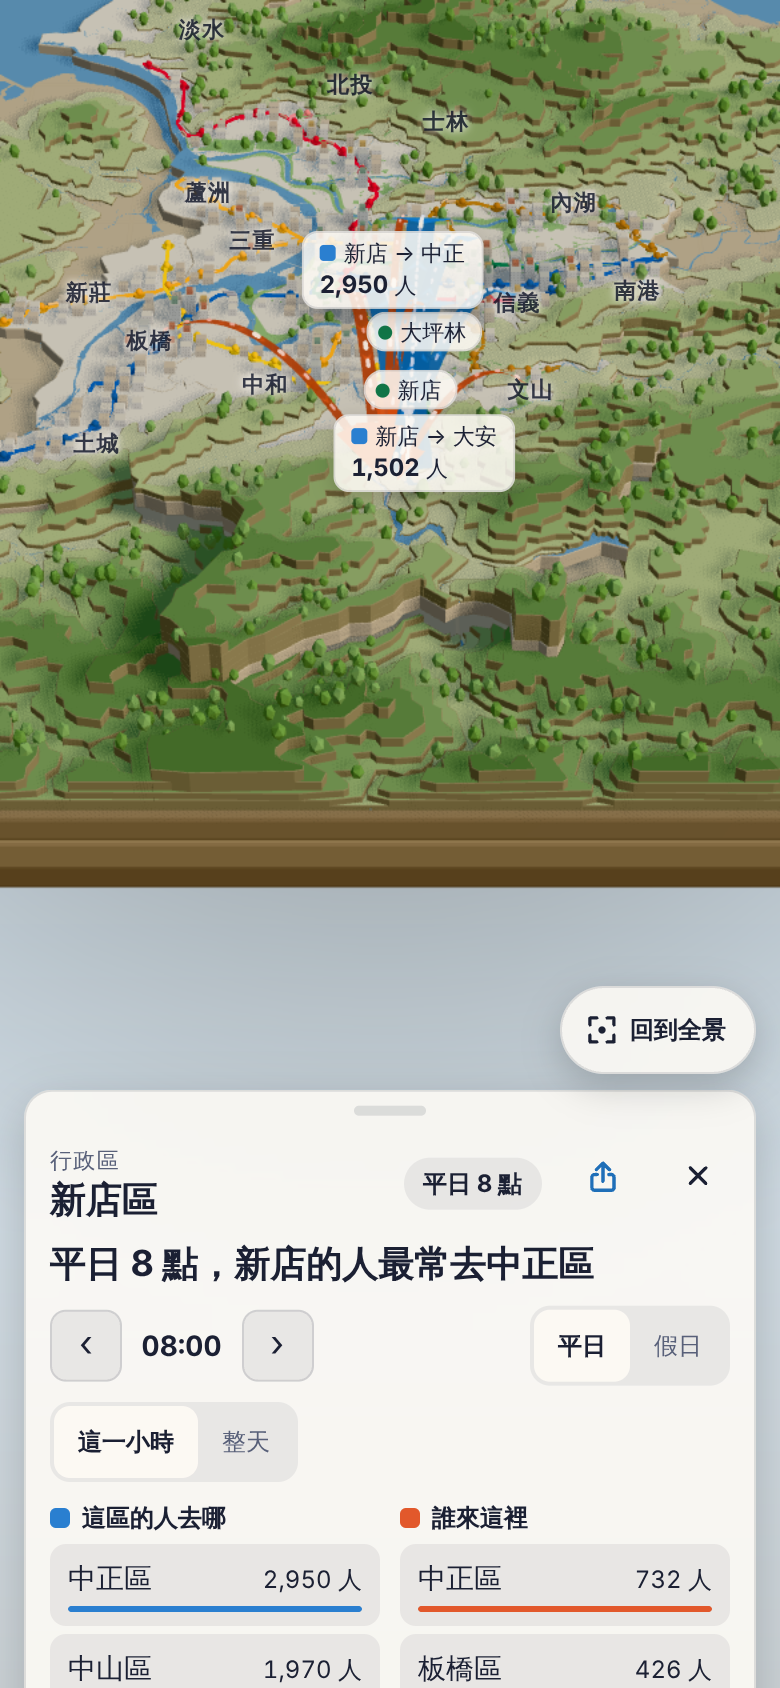 淡水
北投
士林
蘆洲
內湖
三重
新店 → 中正
2,950 人
新莊
信義
南港
大坪林
板橋
中和
新店
文山
新店 → 大安
1,502 人
土城
回到全景
行政區
新店區
平日 8 點
平日 8 點，新店的人最常去中正區
08:00
平日
假日
這一小時
整天
這區的人去哪
誰來這裡
中正區 2,950 人
中正區 732 人
中山區 1,970 人
板橋區 426 人